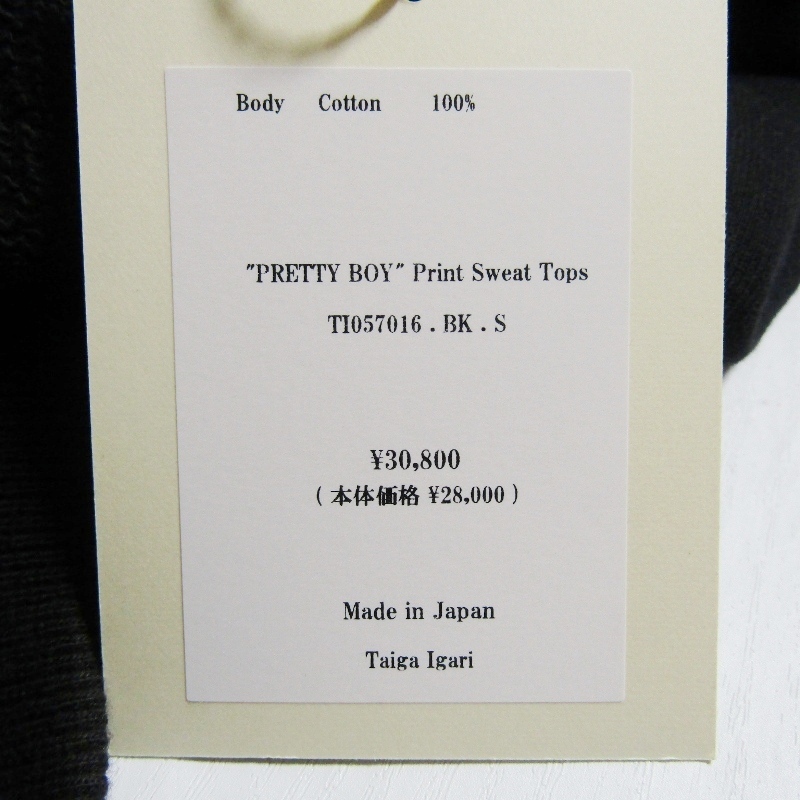 Body Cotton 100%
"PRETTY BOY" Print Sweat Tops
TI057016 . BK . S
¥30,800
( 本体価格 ¥28,000 )
Made in Japan
Taiga Igari